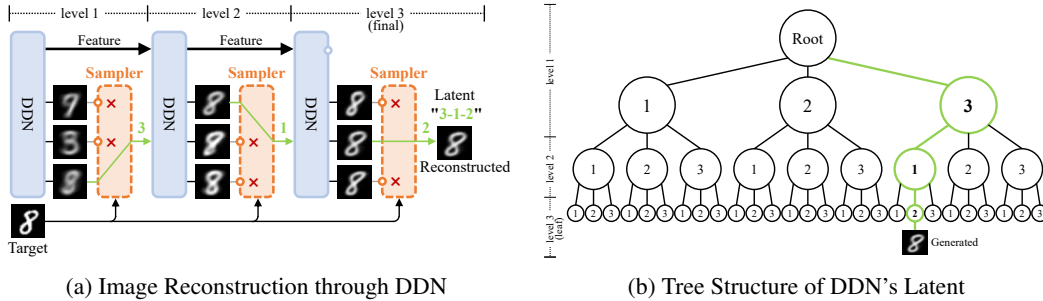 level 1
level 2
level 3
(final)
Feature
Feature
Sampler
Sampler
Sampler
DDN
DDN
DDN
3
1
2
Latent
"3-1-2"
Reconstructed
Target
(a) Image Reconstruction through DDN
level 1
level 2
level 3
(leaf)
Root
1 2 3
1 2 3 1 2 3 1 2 3
1 2 3 1 2 3 1 2 3 1 2 3 1 2 3 1 2 3 1 2 3 1 2 3 1 2 3
Generated
(b) Tree Structure of DDN's Latent